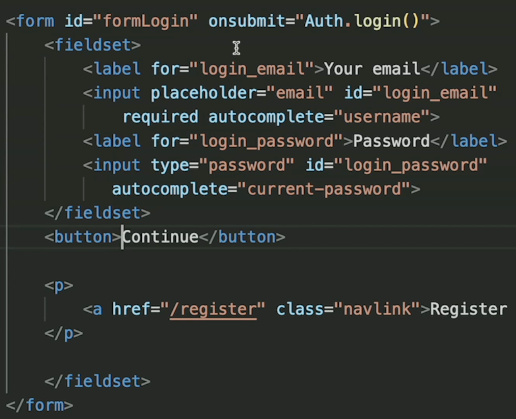 <form id="formLogin" onsubmit="Auth.login()">
<fieldset>
<label for="login_email">Your email</label>
<input placeholder="email" id="login_email"
required autocomplete="username">
<label for="login_password">Password</label>
<input type="password" id="login_password"
autocomplete="current-password">
</fieldset>
<button>Continue</button>
<p>
<a href="/register" class="navlink">Register
</p>
</fieldset>
</form>